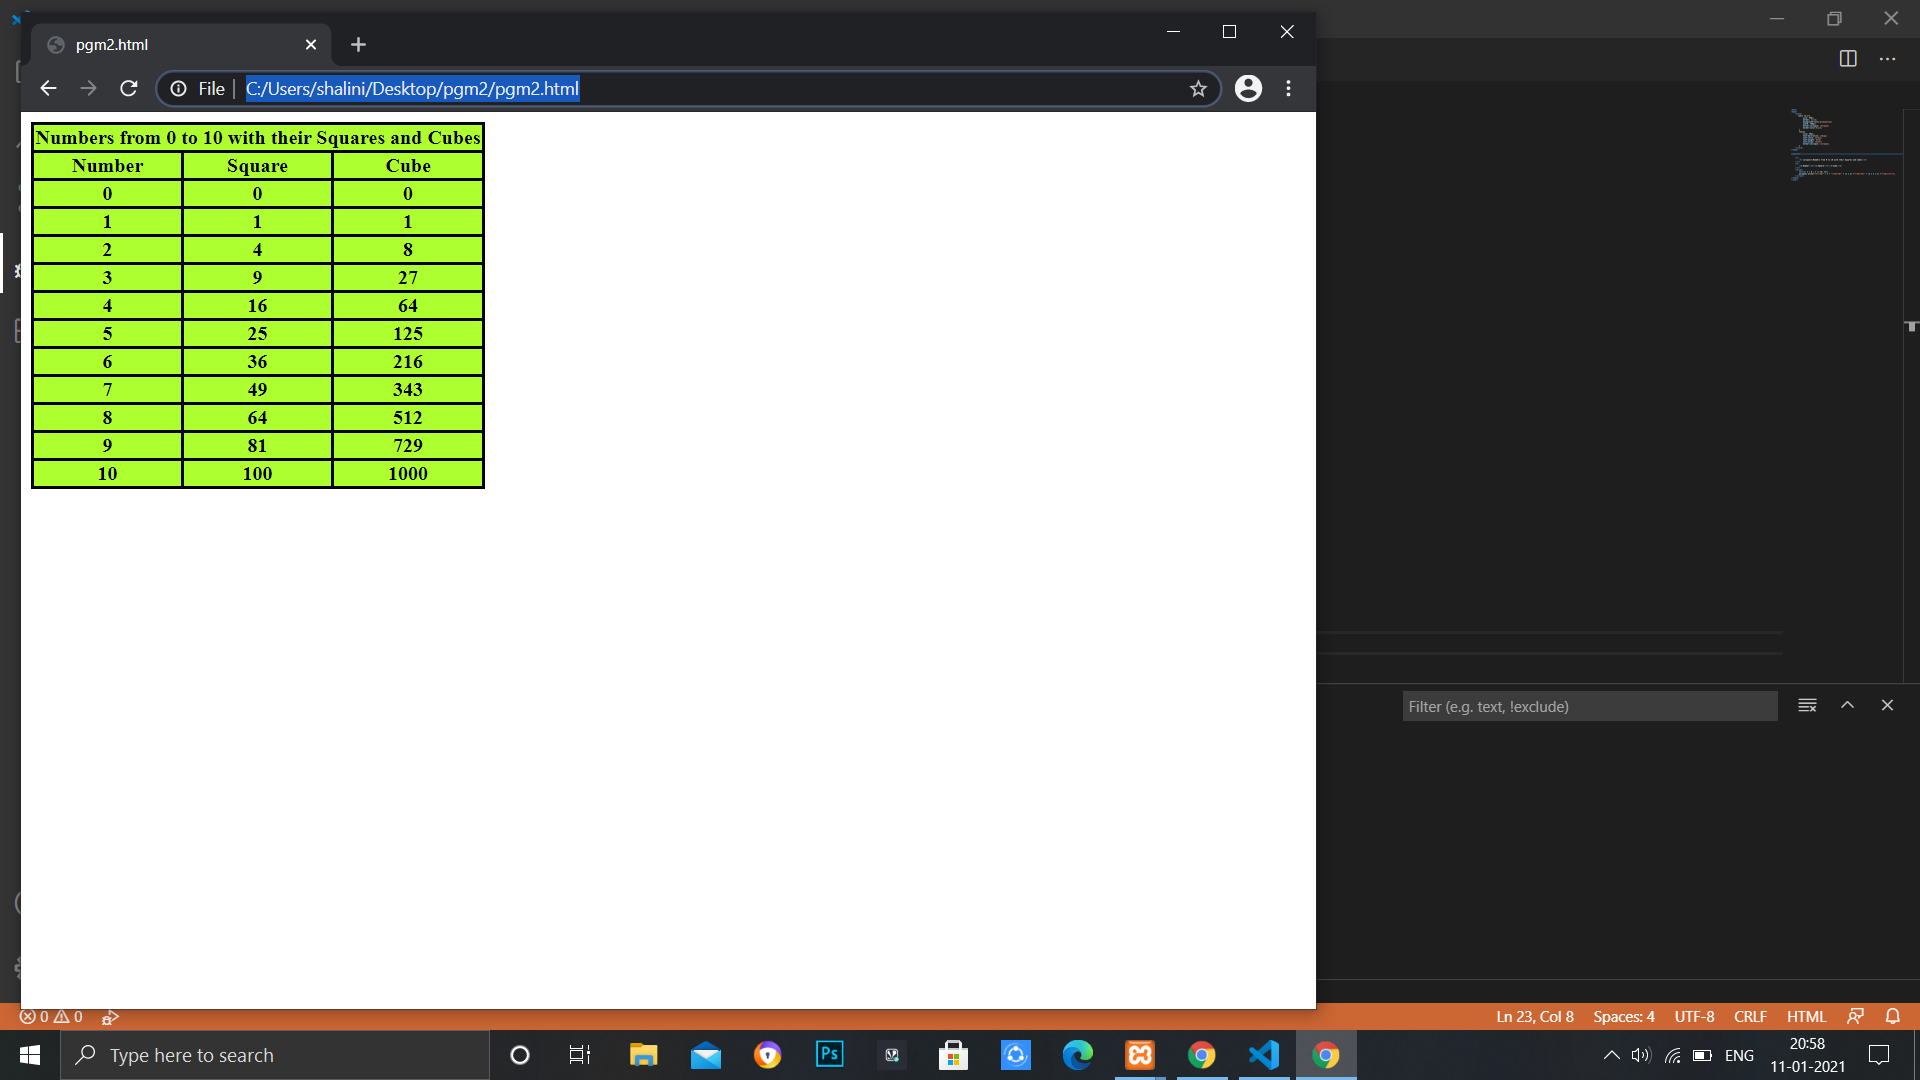 pgm2.html
File C:/Users/shalini/Desktop/pgm2/pgm2.html
Numbers from 0 to 10 with their Squares and Cubes
Number Square Cube
0 0 0
1 1 1
2 4 8
3 9 27
4 16 64
5 25 125
6 36 216
7 49 343
8 64 512
9 81 729
10 100 1000
Filter (e.g. text, !exclude)
0 0
Ln 23, Col 8 Spaces: 4 UTF-8 CRLF HTML
Type here to search
Ps
ENG
20:58
11-01-2021